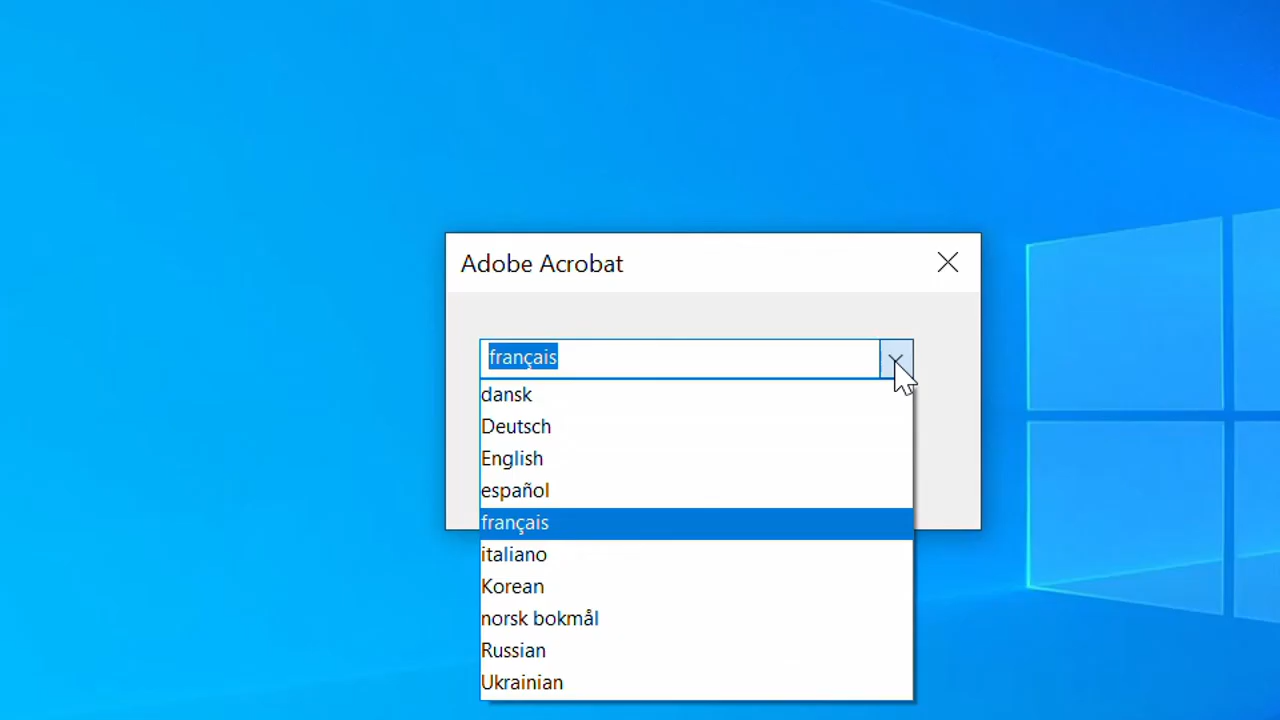 Adobe Acrobat
français
dansk
Deutsch
English
español
français
italiano
Korean
norsk bokmål
Russian
Ukrainian